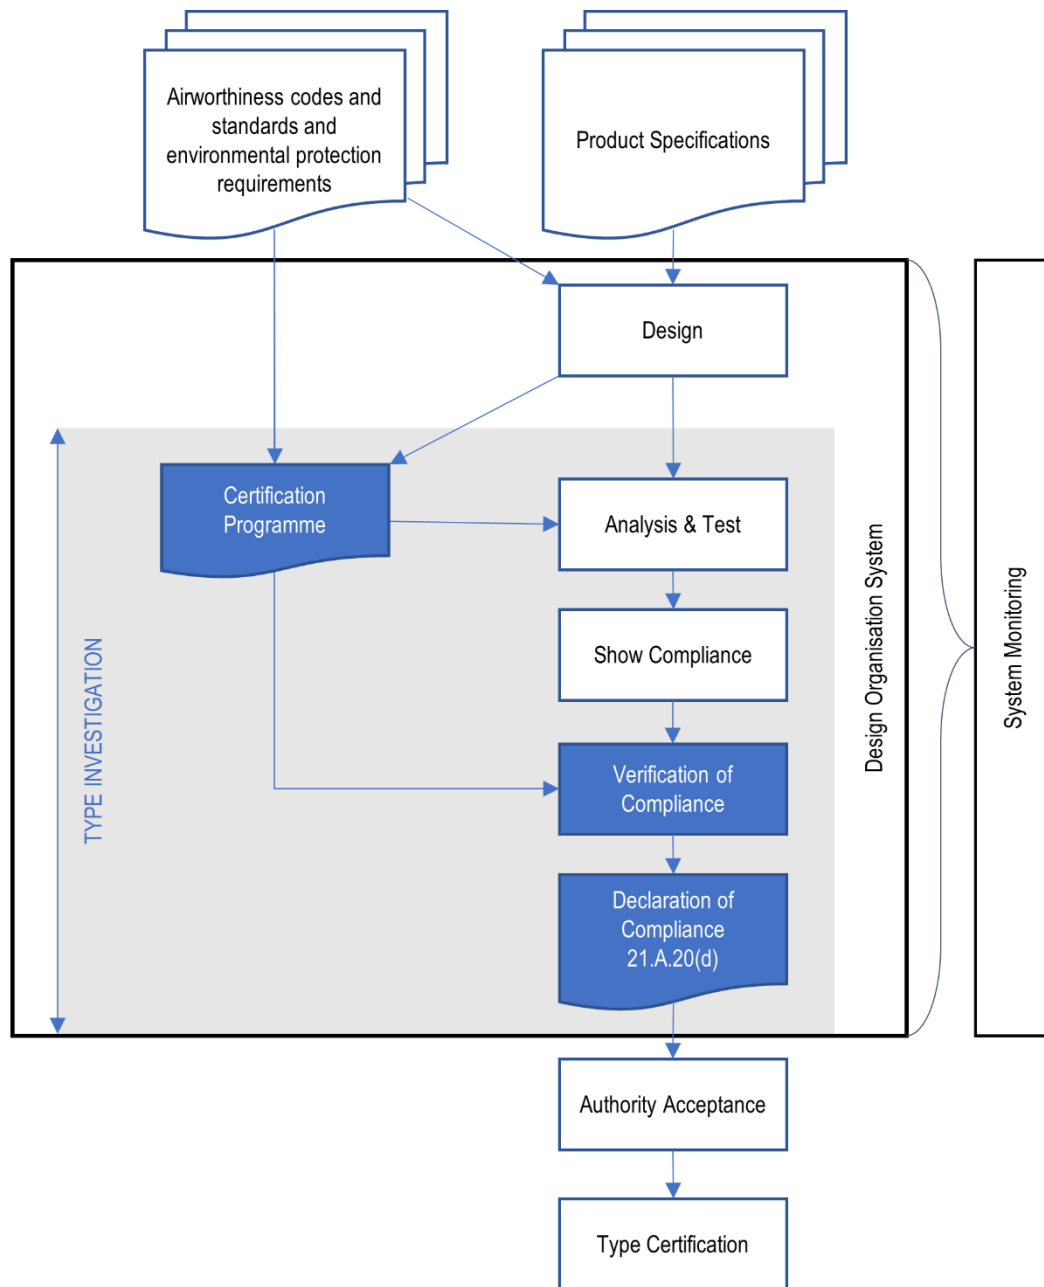 Airworthiness codes and
standards and
environmental protection
requirements
Product Specifications
Design
Certification
Programme
Analysis & Test
Show Compliance
Verification of
Compliance
Declaration of
Compliance
21.A.20(d)
TYPE INVESTIGATION
Design Organisation System
System Monitoring
Authority Acceptance
Type Certification